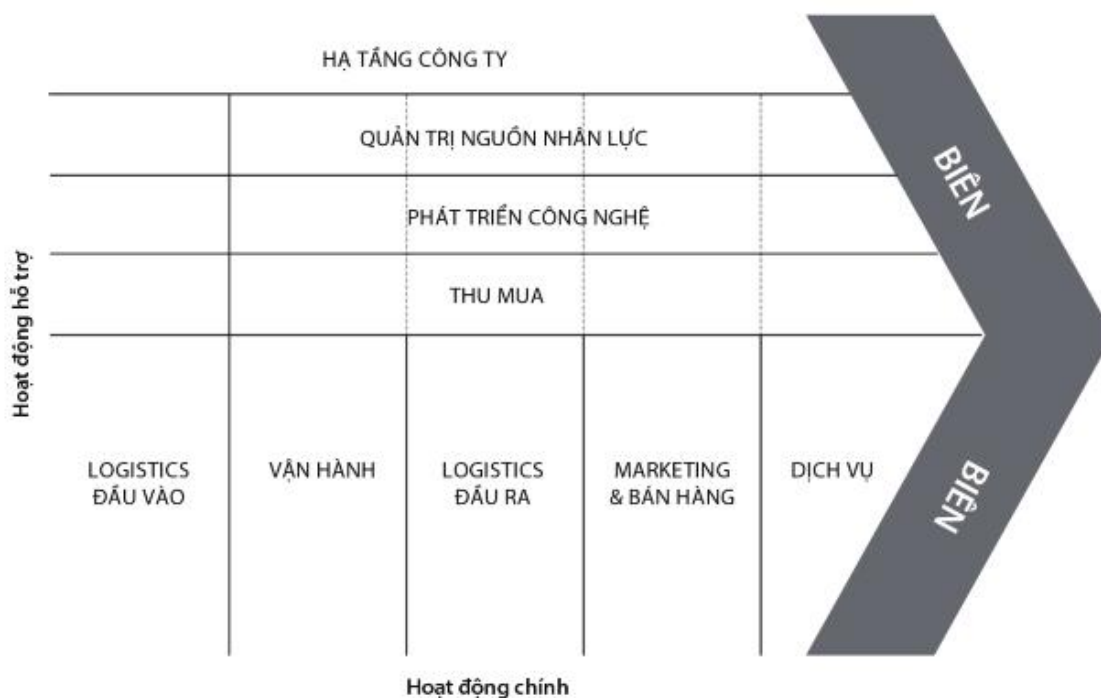 HẠ TẦNG CÔNG TY
QUẢN TRỊ NGUỒN NHÂN LỰC
PHÁT TRIỂN CÔNG NGHỆ
THU MUA
Hoạt động hỗ trợ
LOGISTICS
ĐẦU VÀO
VẬN HÀNH
LOGISTICS
ĐẦU RA
MARKETING
& BÁN HÀNG
DỊCH VỤ
BIÊN
BIÊN
Hoạt động chính